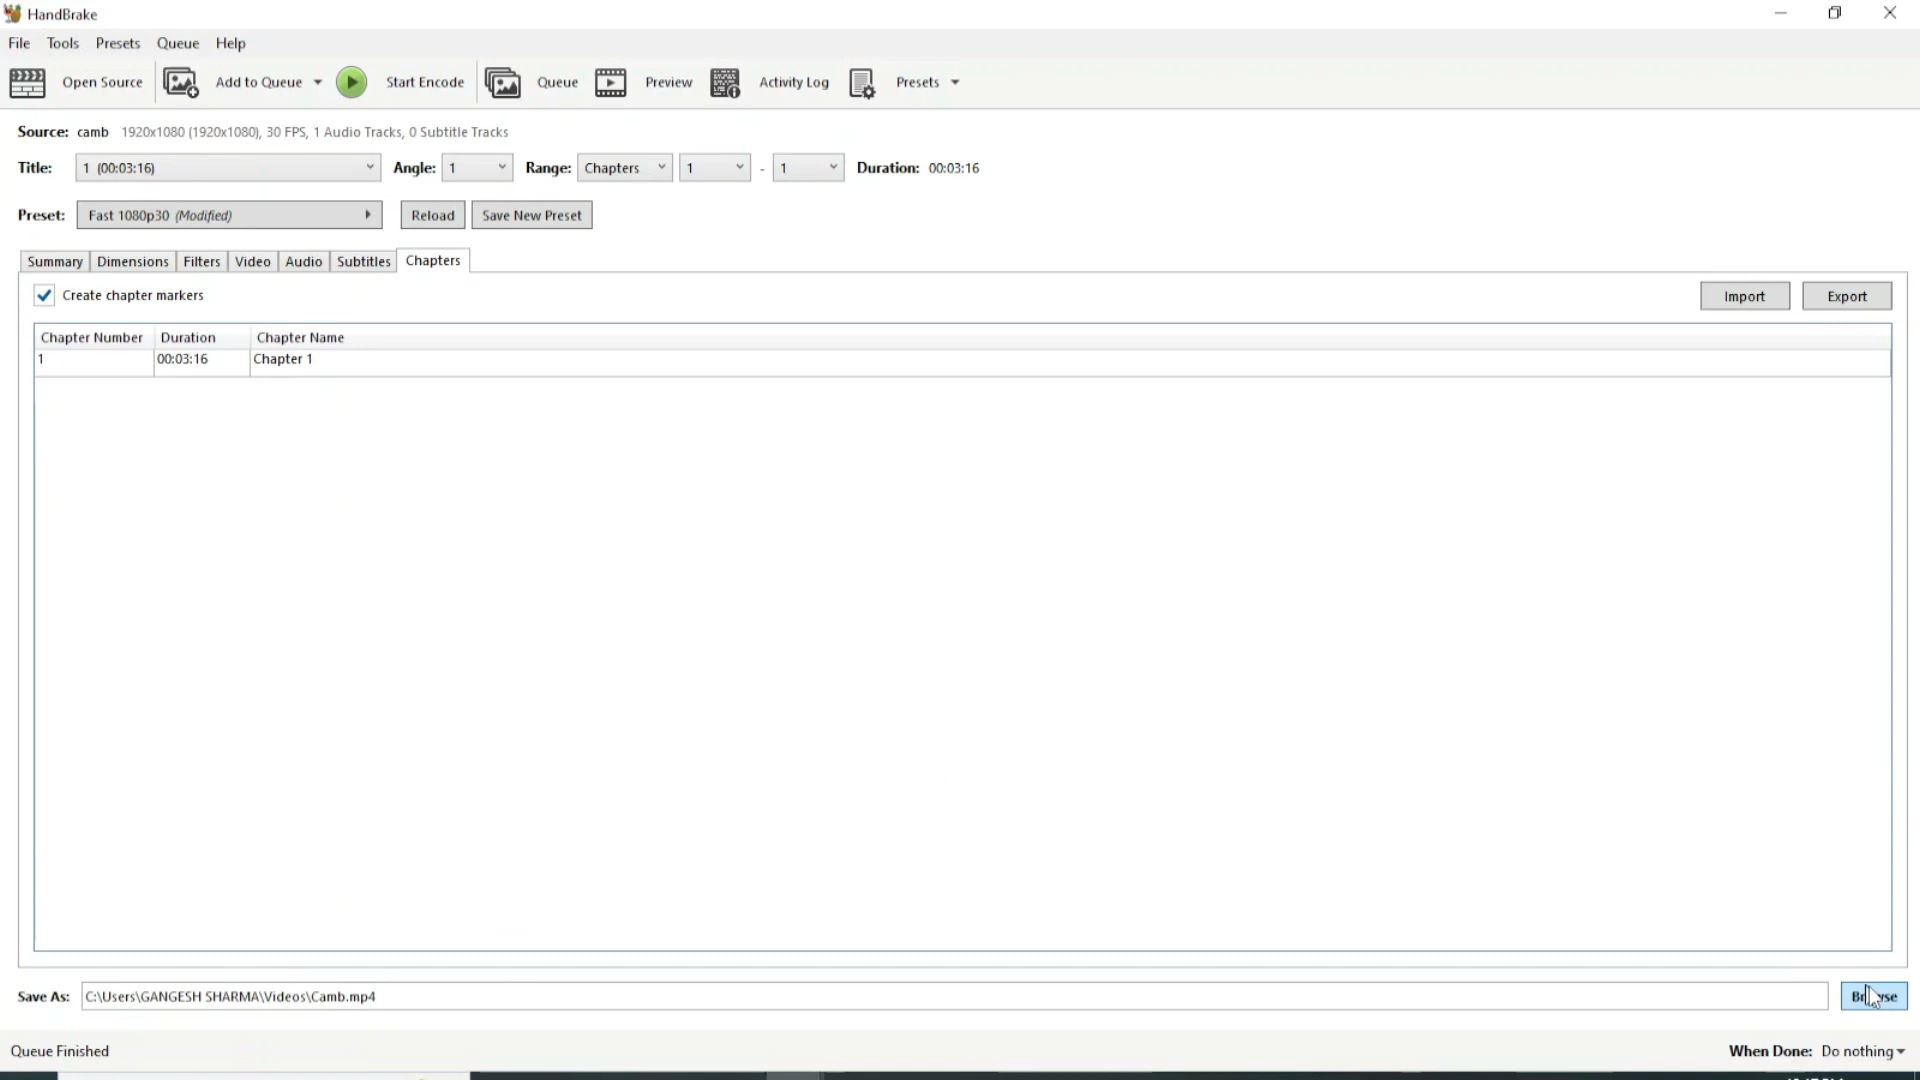 HandBrake
File Tools Presets Queue Help
Open Source Add to Queue Start Encode Queue Preview Activity Log Presets
Source: camb 1920x1080 (1920x1080), 30 FPS, 1 Audio Tracks, 0 Subtitle Tracks
Title: 1 (00:03:16) Angle: 1 Range: Chapters 1 - 1 Duration: 00:03:16
Preset: Fast 1080p30 (Modified) Reload Save New Preset
Summary Dimensions Filters Video Audio Subtitles Chapters
Create chapter markers Import Export
Chapter Number Duration Chapter Name
1 00:03:16 Chapter 1
Save As: C:\Users\GANGESH SHARMA\Videos\Camb.mp4 Browse
Queue Finished When Done: Do nothing